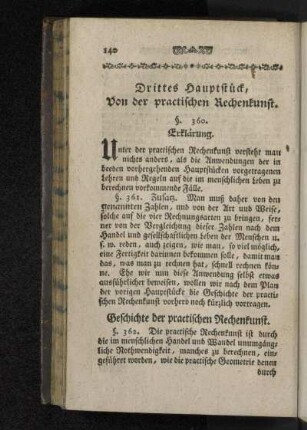 140
Drittes Hauptstück,
Von der practischen Rechenkunst.
§. 360.
Erklärung.
Unter der practischen Rechenkunst verstehe man
nichts anders, als die Anwendungen der in
beeden vorhergehenden Hauptstücken vorgetragenen
Lehren und Regeln auf die im menschlichen Leben zu
berechnen vorkommende Fälle.
§. 361. Zusatz. Man muß daher von den
genannten Zahlen, und von der Art und Weise,
solche auf die vier Rechnungsarten zu bringen, fer-
ner von der Vergleichung dieser Zahlen nach dem
Handel und gesellschaftlichen Leben der Menschen u.
s. w. reden, auch zeigen, wie man, so viel möglich,
eine Fertigkeit darinnen bekommen solle, damit man
das, was man zu rechnen hat, schnell rechnen kön-
ne. Ehe wir nun diese Anwendung selbst etwas
ausführlicher beweisen, wollen wir nach dem Plan
der vorigen Hauptstücke die Geschichte der practi-
schen Rechenkunst vorhero noch kürzlich vortragen.
Geschichte der practischen Rechenkunst.
§. 362. Die practische Rechenkunst ist durch
die im menschlichen Handel und Wandel unumgäng-
liche Nothwendigkeit, manches zu berechnen, ein-
geführet worden, wie die practische Geometrie denen
durch